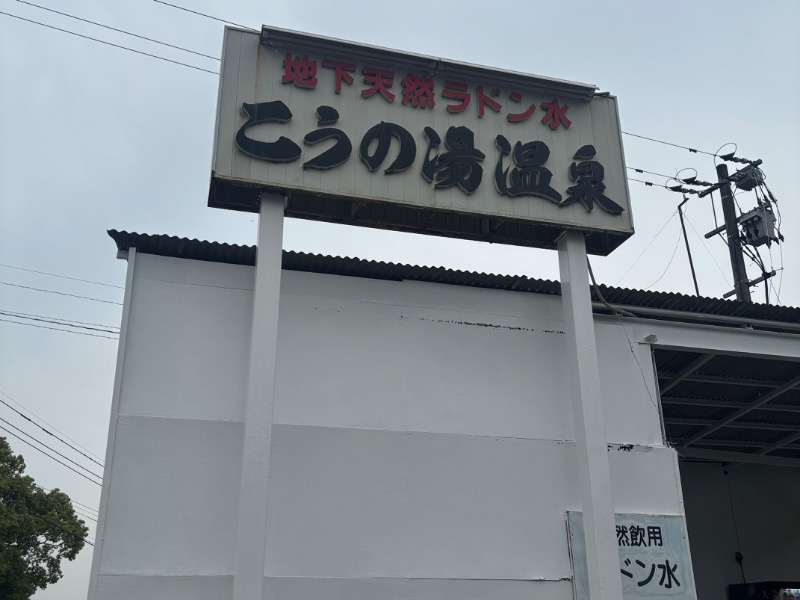 地下天然ラドン水
こうの湯温泉
然飲用
ドン水